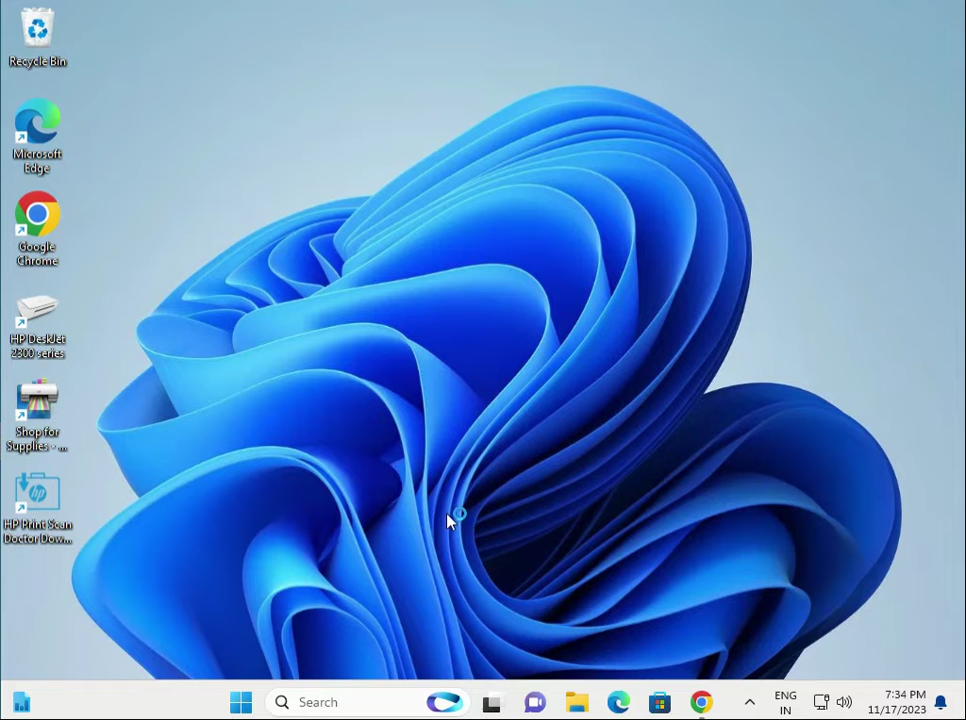 Recycle Bin
Microsoft
Edge
Google
Chrome
HP DeskJet
2300 series
Shop for
Supplies - ...
HP Print Scan
Doctor Dow...
Search
ENG
IN
7:34 PM
11/17/2023